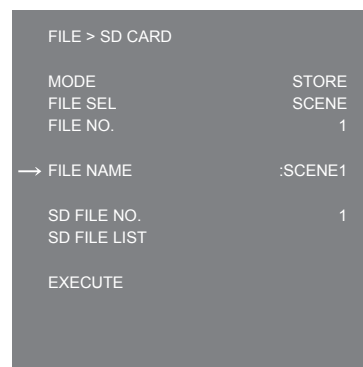 FILE > SD CARD
MODE STORE
FILE SEL SCENE
FILE NO. 1
→ FILE NAME :SCENE1
SD FILE NO. 1
SD FILE LIST
EXECUTE